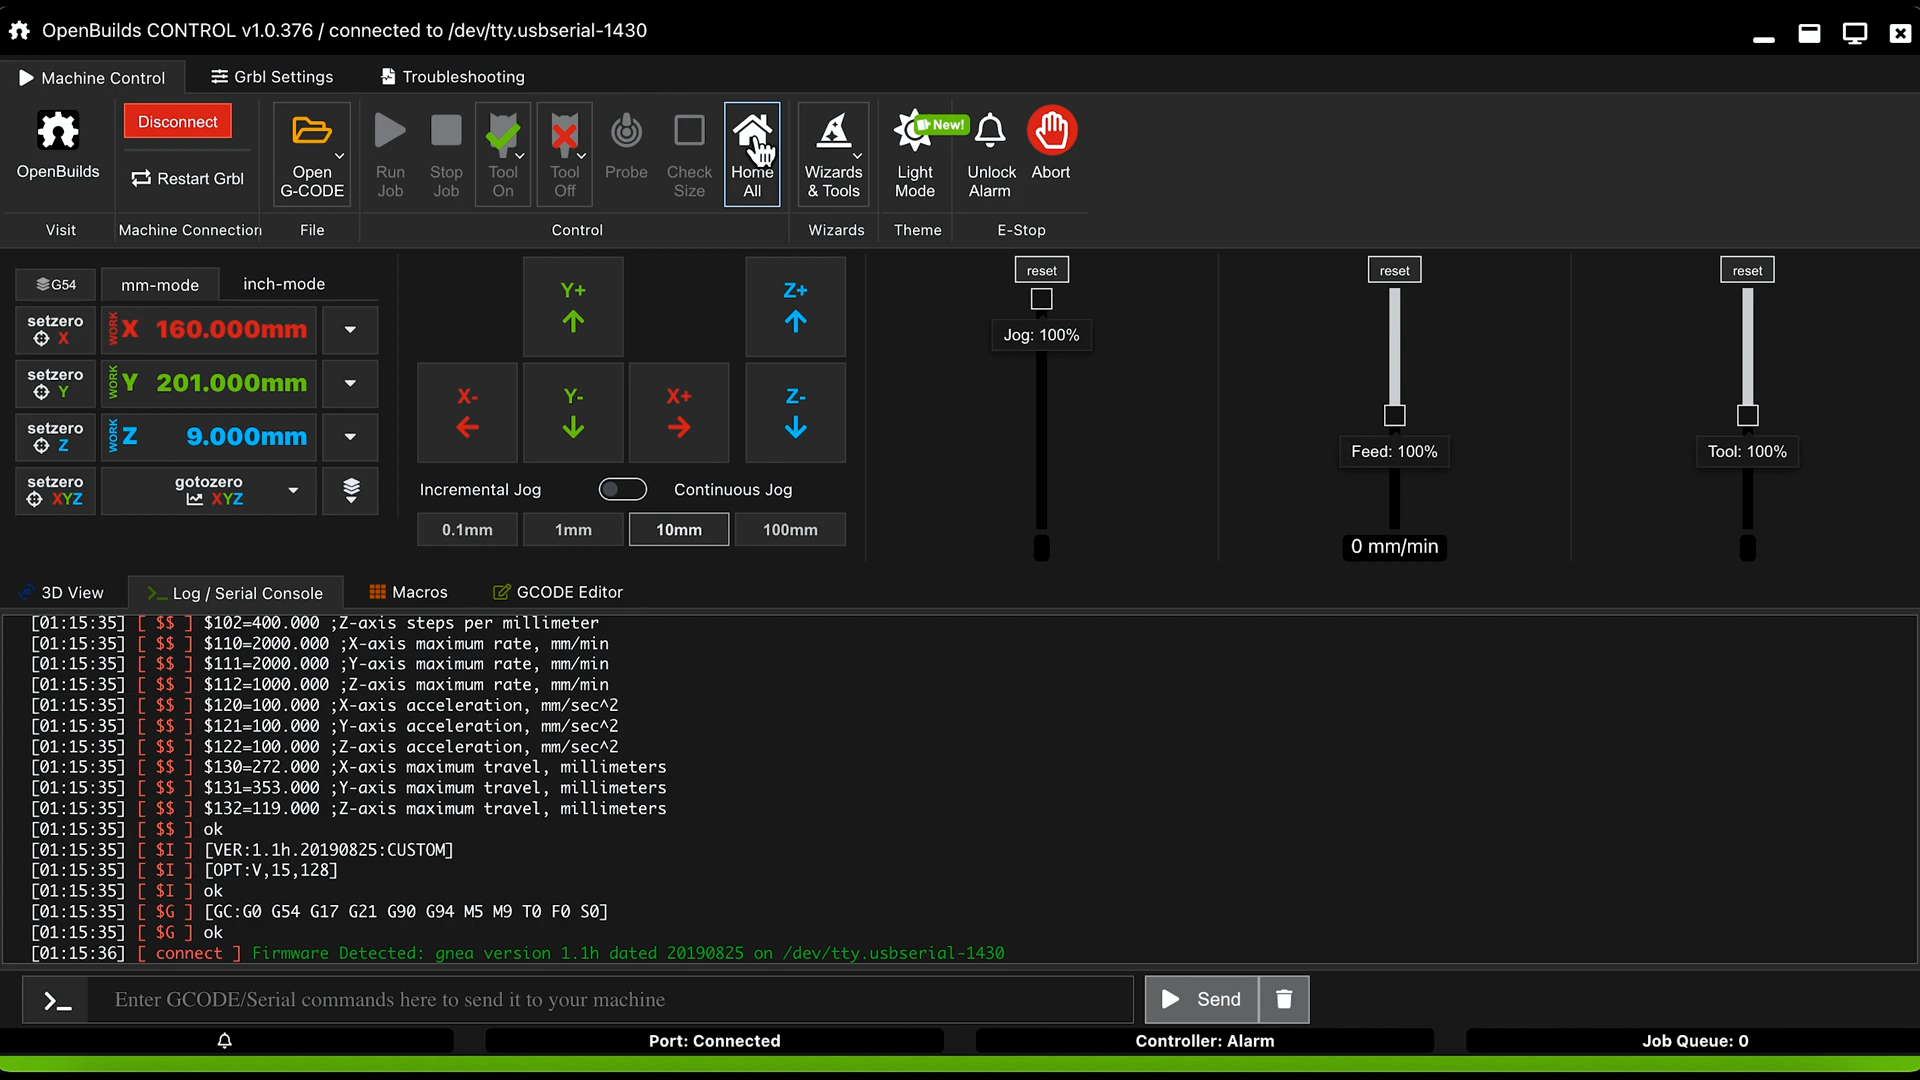 OpenBuilds CONTROL v1.0.376 / connected to /dev/tty.usbserial-1430
Machine Control
Grbl Settings
Troubleshooting
OpenBuilds
Disconnect
Restart Grbl
Open
G-CODE
Run
Job
Stop
Job
Tool
On
Tool
Off
Probe
Check
Size
Home
All
Wizards
& Tools
New!
Light
Mode
Unlock
Alarm
Abort
Visit
Machine Connection
File
Control
Wizards
Theme
E-Stop
G54
mm-mode
inch-mode
setzero
X
WORK
X 160.000mm
setzero
Y
WORK
Y 201.000mm
setzero
Z
WORK
Z 9.000mm
setzero
XYZ
gotozero
XYZ
Y+
Z+
X-
Y-
X+
Z-
Incremental Jog
Continuous Jog
0.1mm
1mm
10mm
100mm
reset
Jog: 100%
reset
Feed: 100%
0 mm/min
reset
Tool: 100%
3D View
Log / Serial Console
Macros
GCODE Editor
[01:15:35] [ $$ ] $102=400.000 ;Z-axis steps per millimeter
[01:15:35] [ $$ ] $110=2000.000 ;X-axis maximum rate, mm/min
[01:15:35] [ $$ ] $111=2000.000 ;Y-axis maximum rate, mm/min
[01:15:35] [ $$ ] $112=1000.000 ;Z-axis maximum rate, mm/min
[01:15:35] [ $$ ] $120=100.000 ;X-axis acceleration, mm/sec^2
[01:15:35] [ $$ ] $121=100.000 ;Y-axis acceleration, mm/sec^2
[01:15:35] [ $$ ] $122=100.000 ;Z-axis acceleration, mm/sec^2
[01:15:35] [ $$ ] $130=272.000 ;X-axis maximum travel, millimeters
[01:15:35] [ $$ ] $131=353.000 ;Y-axis maximum travel, millimeters
[01:15:35] [ $$ ] $132=119.000 ;Z-axis maximum travel, millimeters
[01:15:35] [ $$ ] ok
[01:15:35] [ $I ] [VER:1.1h.20190825:CUSTOM]
[01:15:35] [ $I ] [OPT:V,15,128]
[01:15:35] [ $I ] ok
[01:15:35] [ $G ] [GC:G0 G54 G17 G21 G90 G94 M5 M9 T0 F0 S0]
[01:15:35] [ $G ] ok
[01:15:36] [ connect ] Firmware Detected: gnea version 1.1h dated 20190825 on /dev/tty.usbserial-1430
Enter GCODE/Serial commands here to send it to your machine
Send
Port: Connected
Controller: Alarm
Job Queue: 0